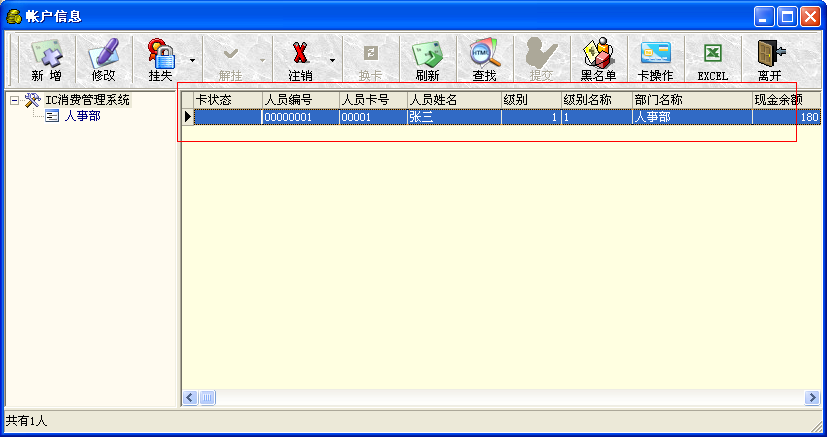 帐户信息
新 增 修改 挂失 解挂 注销 换卡 刷新 查找 提交 黑名单 卡操作 EXCEL 离开
HTML
IC消费管理系统
人事部
卡状态 人员编号 人员卡号 人员姓名 级别 级别名称 部门名称 现金余额
00000001 00001 张三 1 1 人事部 180
共有1人